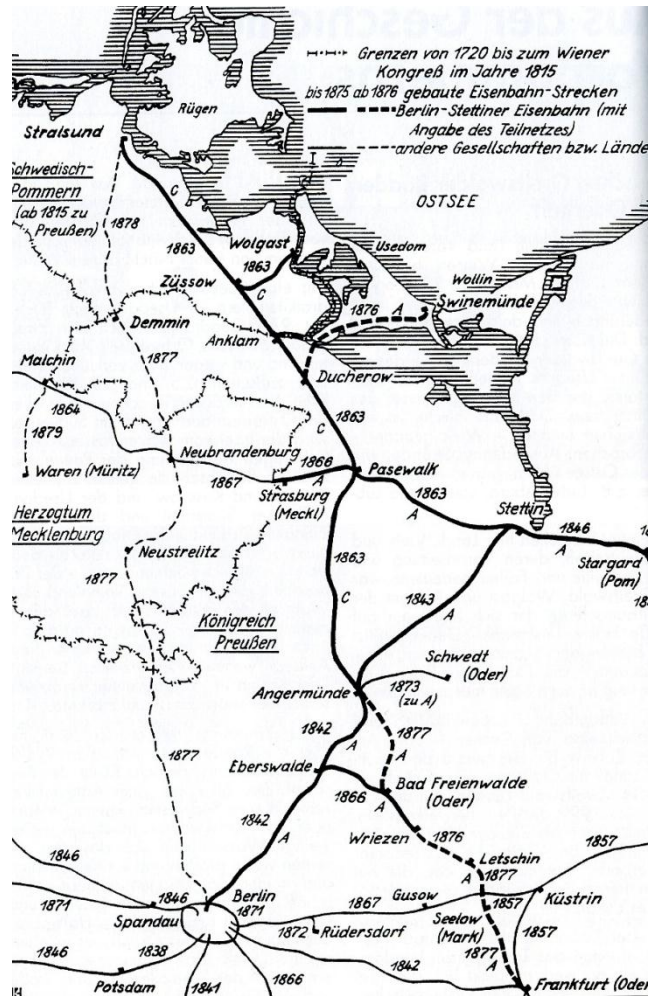 Grenzen von 1720 bis zum Wiener
Kongreß im Jahre 1815
bis 1875 ab 1876 gebaute Eisenbahn-Strecken
Berlin-Stettiner Eisenbahn (mit
Angabe des Teilnetzes)
andere Gesellschaften bzw. Lände
Rügen
Stralsund
Schwedisch-
Pommern
(ab 1815 zu
Preußen)
1878
C
1863
OSTSEE
Wolgast
1863
C
Usedom
Wollin
Swinemünde
1876
A
Züssow
Demmin
Anklam
1877
Malchin
Ducherow
1864
1879
C
1863
Neubrandenburg
Waren (Müritz)
1867
1866
A
Pasewalk
Strasburg
(Meckl)
1863
A
Stettin
1846
A
Stargard
(Pom)
Herzogtum
Mecklenburg
Neustrelitz
1863
C
1877
1843
A
Königreich
Preußen
Schwedt
(Oder)
Angermünde
1873
(zu A)
1842
A
1877
A
1877
Eberswalde
1866
A
Bad Freienwalde
(Oder)
1842
A
Wriezen
1876
Letschin
A
1877
1857
1846
1871
1846
Berlin
1871
Spandau
1867
Gusow
1857
Küstrin
1872
Rüdersdorf
Seelow
(Mark)
1857
1877
A
1846
1838
Potsdam
1841
1866
1842
Frankfurt (Oder